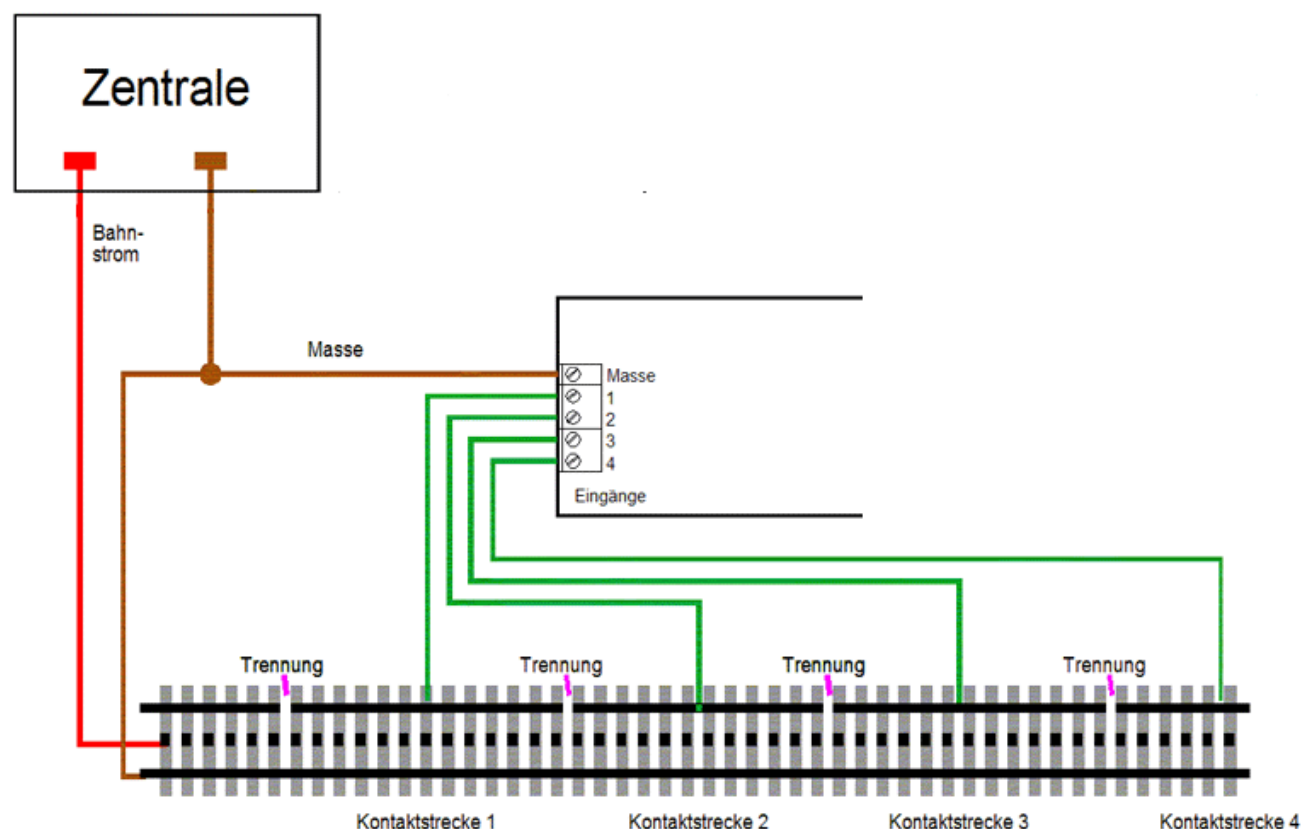 Zentrale
Bahn-
strom
Masse
Masse
1
2
3
4
Eingänge
Trennung
Trennung
Trennung
Trennung
Kontaktstrecke 1
Kontaktstrecke 2
Kontaktstrecke 3
Kontaktstrecke 4